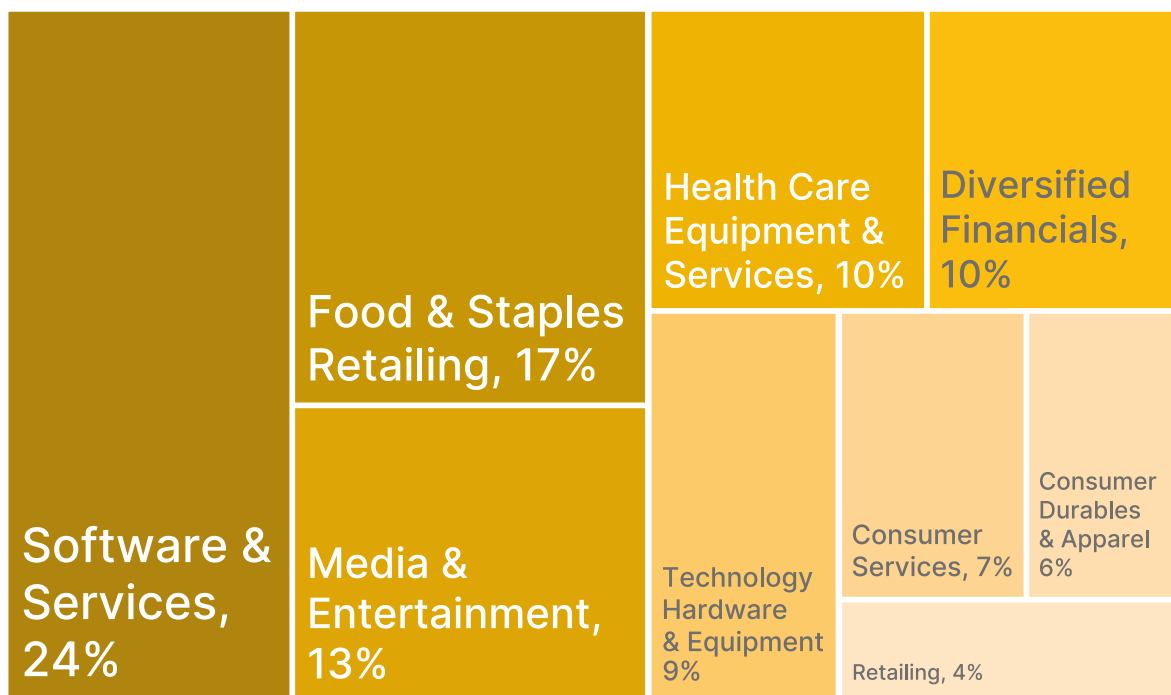 Software &
Services,
24%
Food & Staples
Retailing, 17%
Media &
Entertainment,
13%
Health Care
Equipment &
Services, 10%
Diversified
Financials,
10%
Technology
Hardware
& Equipment
9%
Consumer
Services, 7%
Consumer
Durables
& Apparel
6%
Retailing, 4%